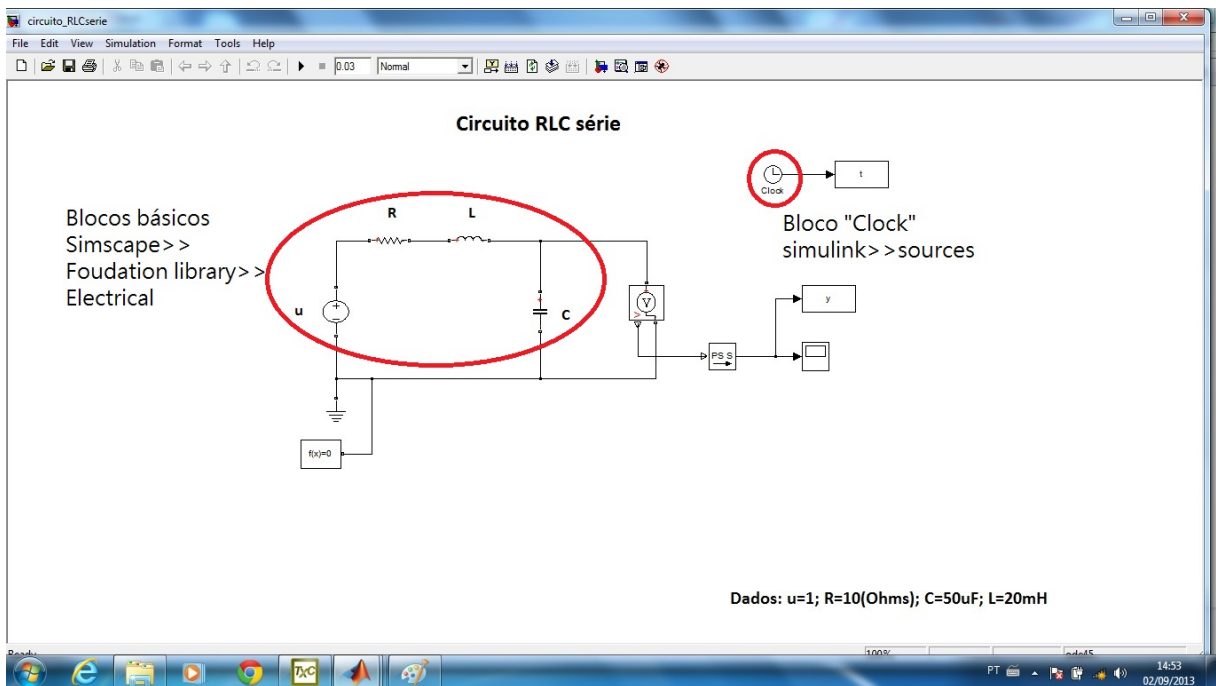 circuito_RLCserie
File Edit View Simulation Format Tools Help
0.03 Normal
Circuito RLC série
Clock
t
Blocos básicos
Simscape>>
Foudation library>>
Electrical
R
L
u
C
V
Bloco "Clock"
simulink>>sources
y
PS S
f(x)=0
Dados: u=1; R=10(Ohms); C=50uF; L=20mH
Ready
100%
ode45
TxC
PT
14:53
02/09/2013